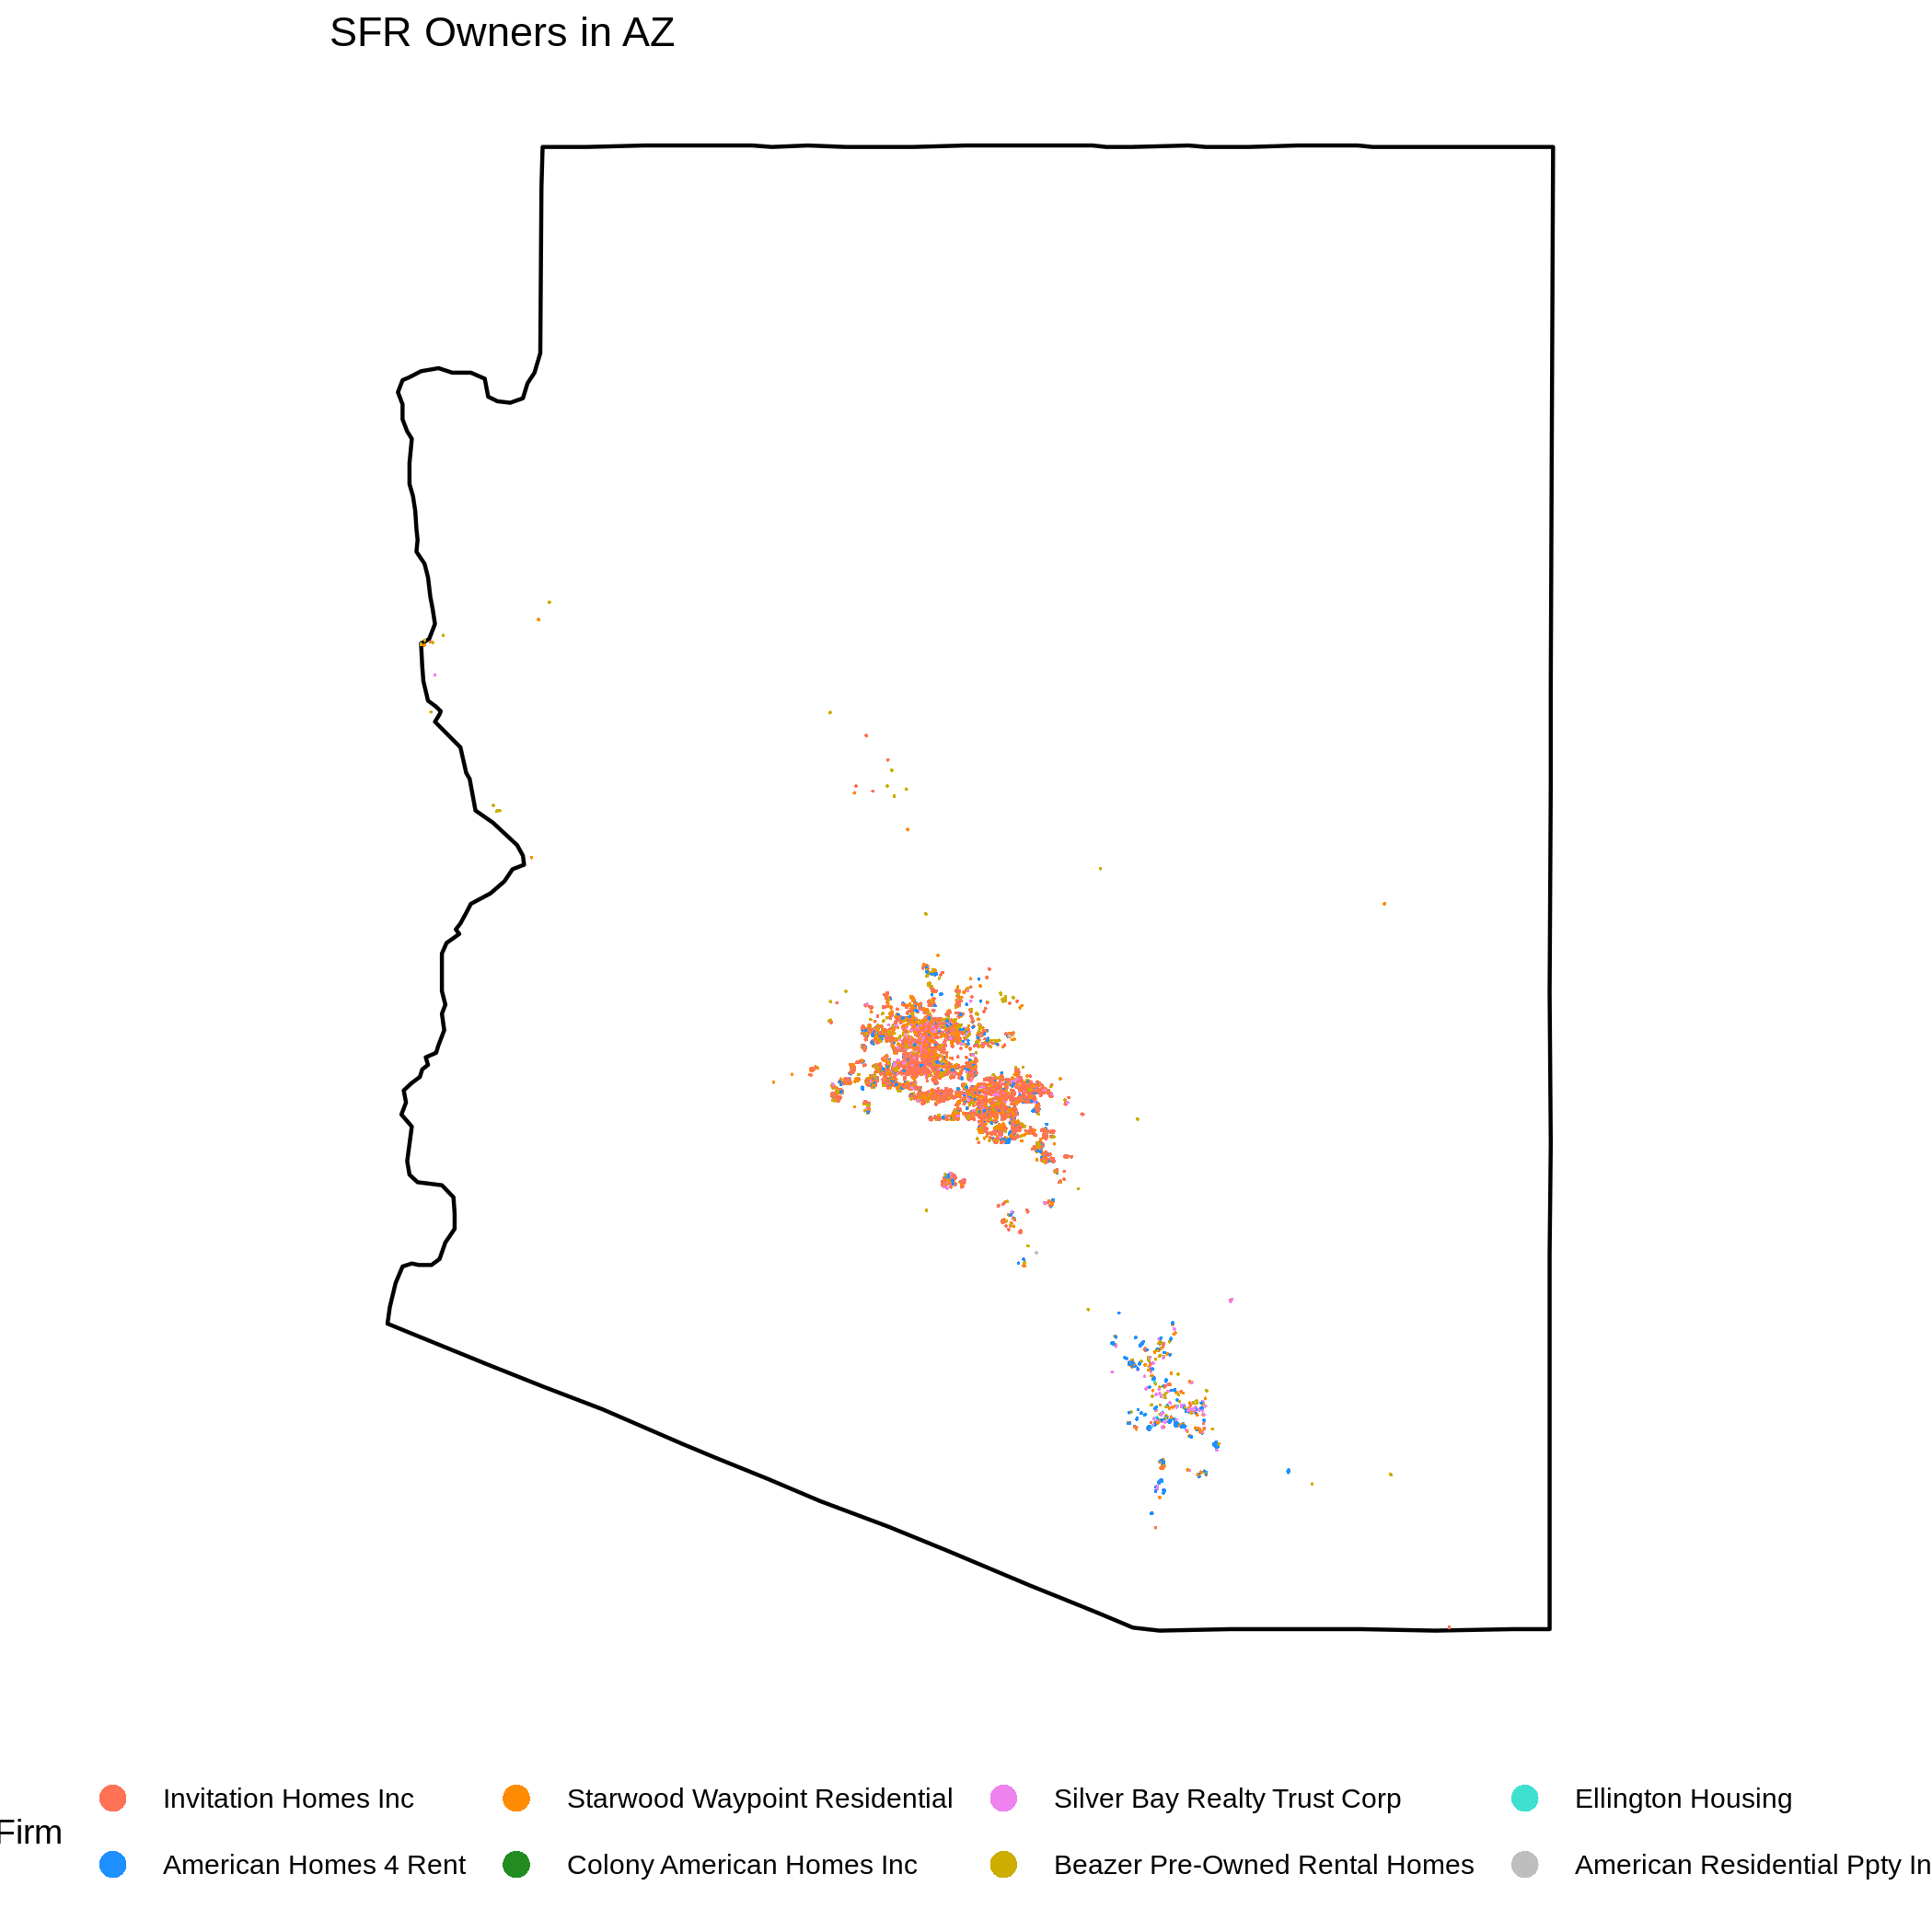 SFR Owners in AZ
Firm
Invitation Homes Inc
Starwood Waypoint Residential
Silver Bay Realty Trust Corp
Ellington Housing
American Homes 4 Rent
Colony American Homes Inc
Beazer Pre-Owned Rental Homes
American Residential Ppty In